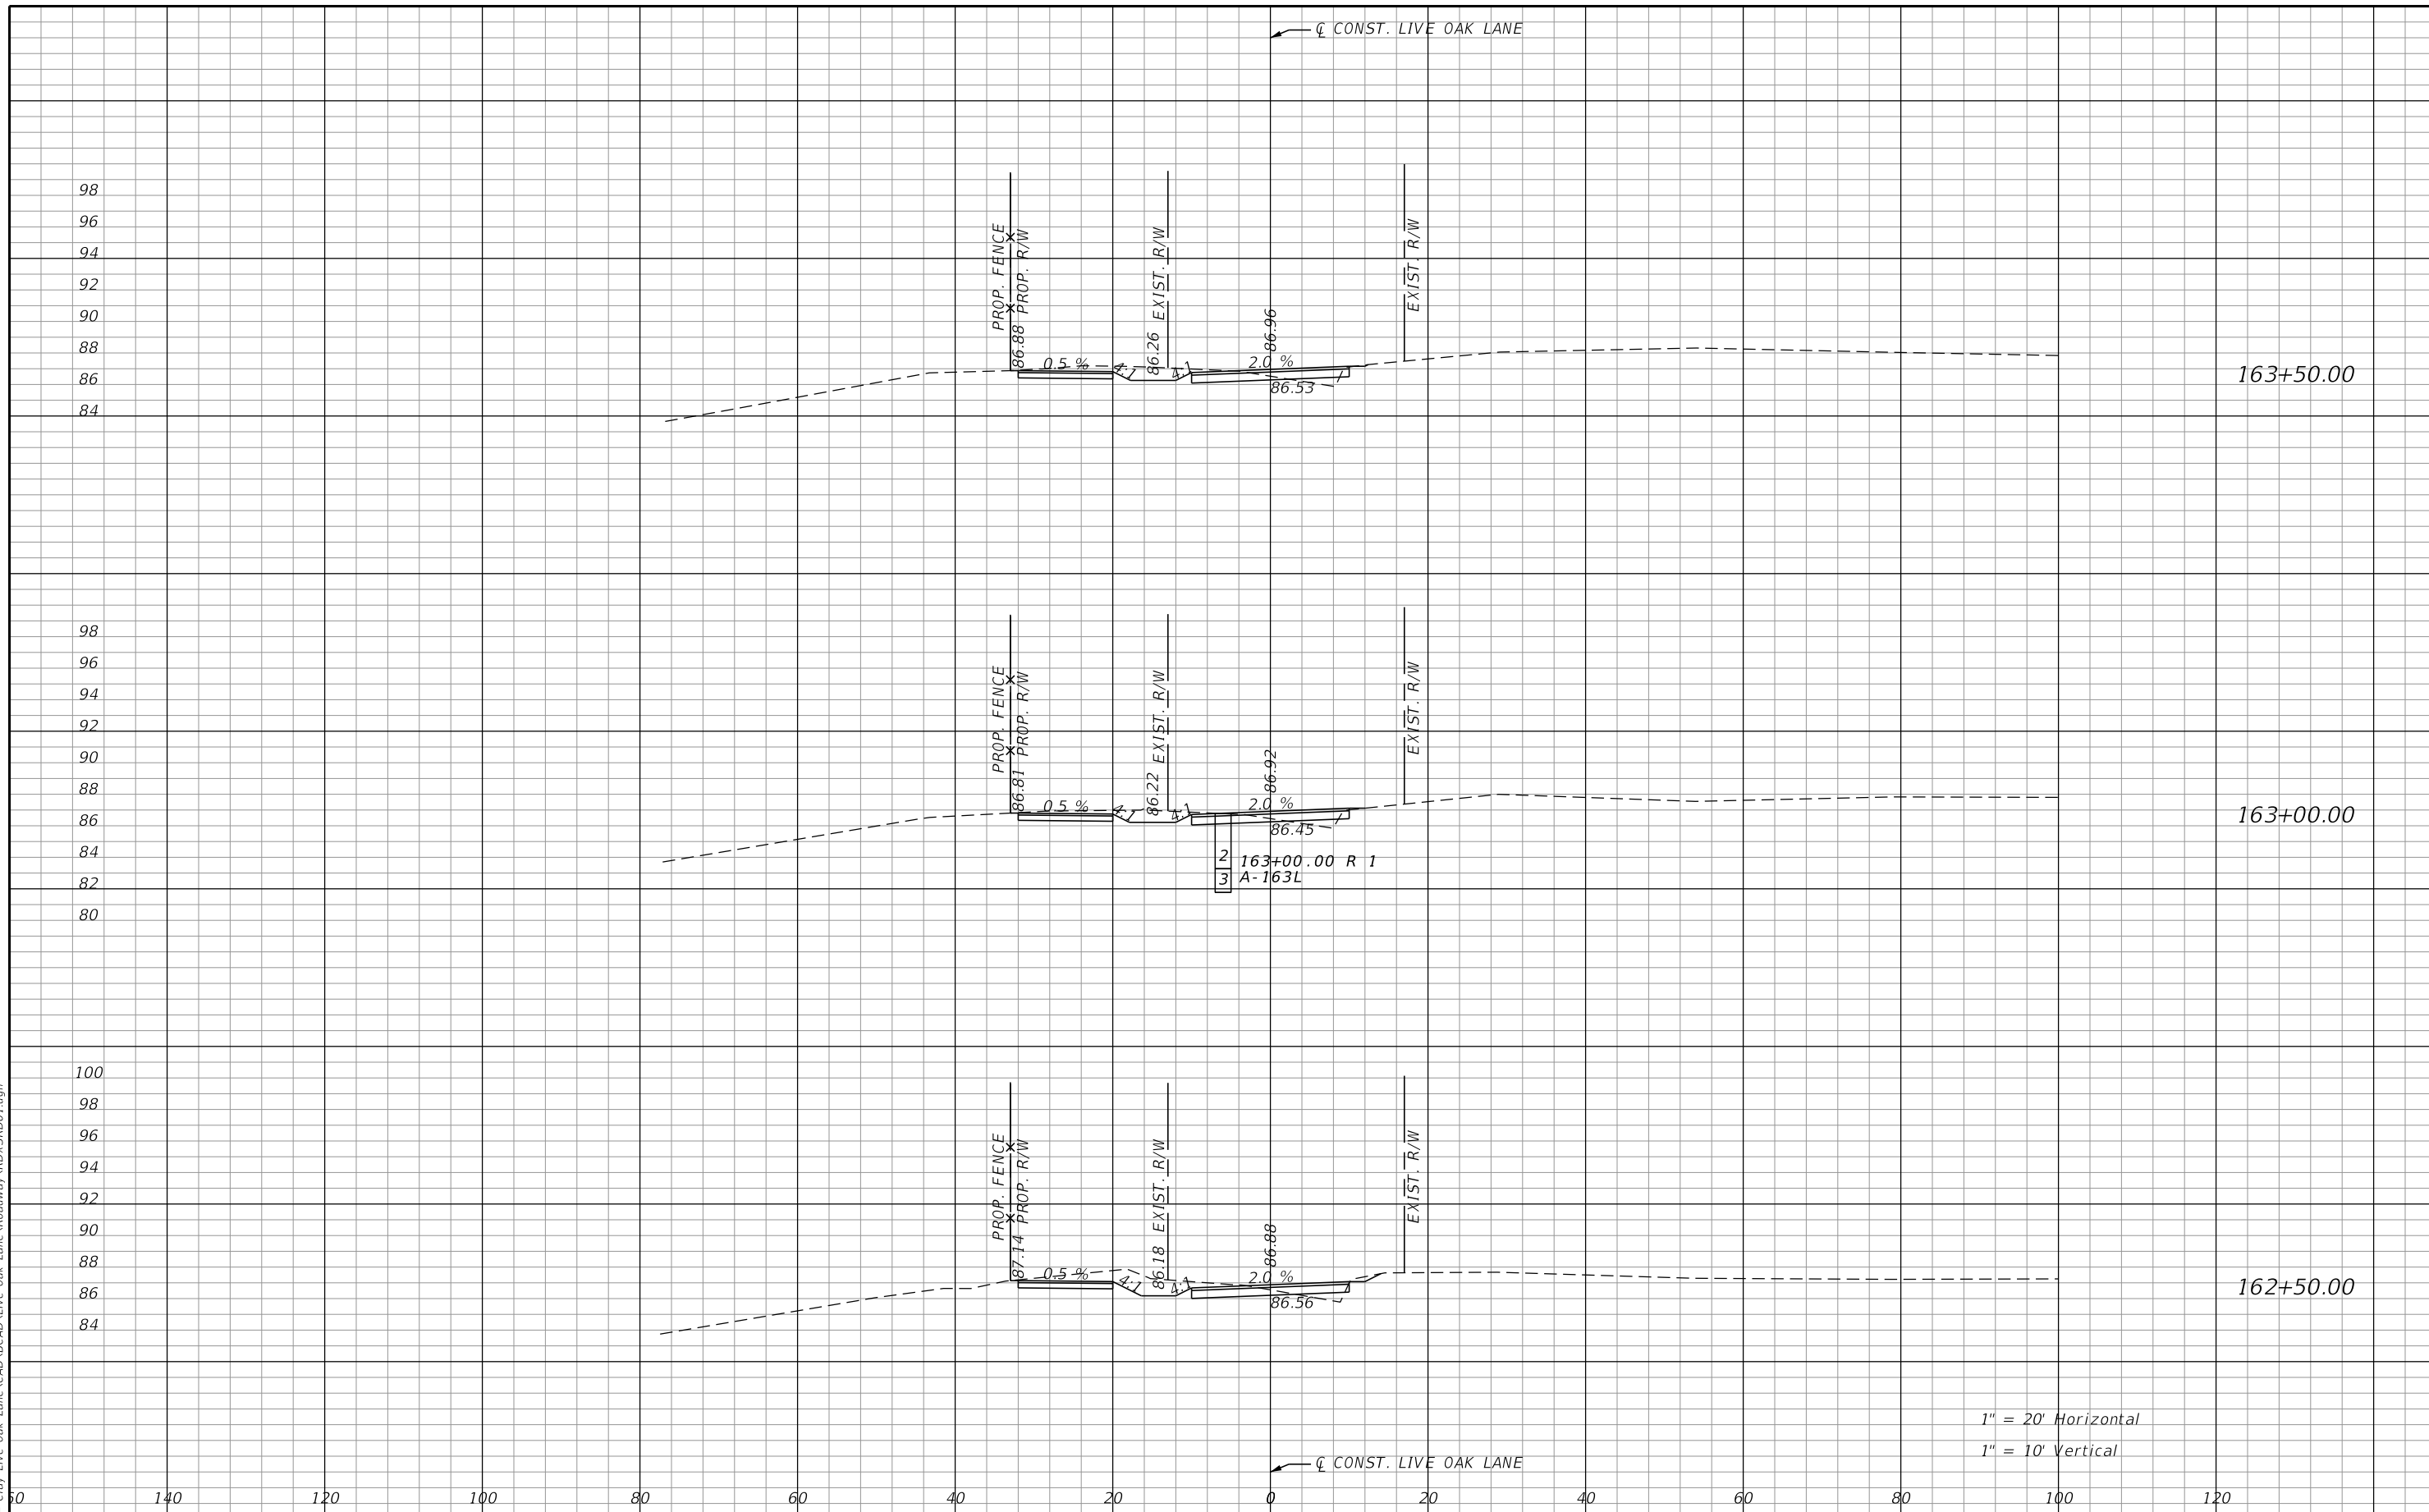 ℄ CONST. LIVE OAK LANE
98
96
94
92
90
88
86
84
PROP. FENCE
86.88 PROP. R/W
86.26 EXIST. R/W
86.96
EXIST. R/W
0.5 %
4:1
4:1
2.0 %
86.53
163+50.00
98
96
94
92
90
88
86
84
82
80
PROP. FENCE
86.81 PROP. R/W
86.22 EXIST. R/W
86.92
EXIST. R/W
0.5 %
4:1
4:1
2.0 %
86.45
2
3
163+00.00 R 1
A-163L
163+00.00
100
98
96
94
92
90
88
86
84
PROP. FENCE
87.14 PROP. R/W
86.18 EXIST. R/W
86.88
EXIST. R/W
0.5 %
4:1
4:1
2.0 %
86.56
162+50.00
1" = 20' Horizontal
1" = 10' Vertical
℄ CONST. LIVE OAK LANE
140 120 100 80 60 40 20 0 20 40 60 80 100 120